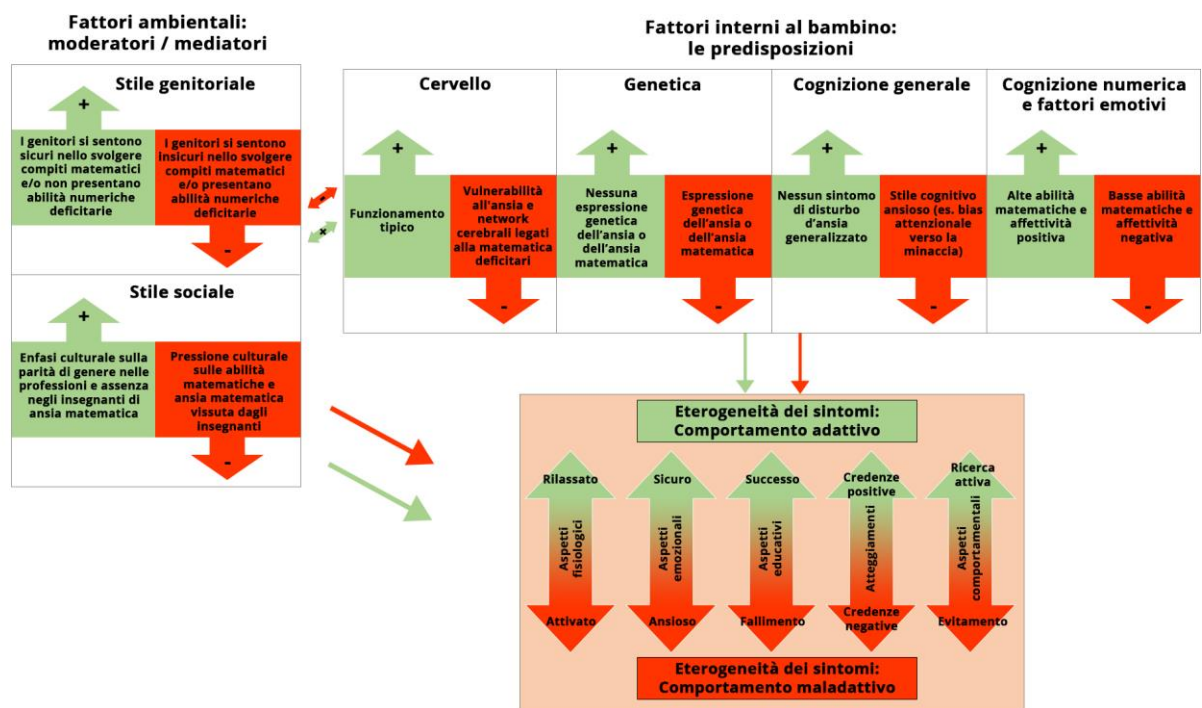 Fattori ambientali:
moderatori / mediatori
Stile genitoriale
+
I genitori si sentono
sicuri nello svolgere
compiti matematici
e/o non presentano
abilità numeriche
deficitarie
I genitori si sentono
insicuri nello svolgere
compiti matematici
e/o presentano
abilità numeriche
deficitarie
-
Stile sociale
+
Enfasi culturale sulla
parità di genere nelle
professioni e assenza
negli insegnanti di
ansia matematica
Pressione culturale
sulle abilità
matematiche e
ansia matematica
vissuta dagli
insegnanti
-
-
+
Fattori interni al bambino:
le predisposizioni
Cervello
+
Funzionamento
tipico
Vulnerabilità
all'ansia e
network
cerebrali legati
alla matematica
deficitari
-
Genetica
+
Nessuna
espressione
genetica
dell'ansia o
dell'ansia
matematica
Espressione
genetica
dell'ansia o
dell'ansia
matematica
-
Cognizione generale
+
Nessun sintomo
di disturbo
d'ansia
generalizzato
Stile cognitivo
ansioso (es. bias
attenzionale
verso la
minaccia)
-
Cognizione numerica
e fattori emotivi
+
Alte abilità
matematiche e
affettività
positiva
Basse abilità
matematiche e
affettività
negativa
-
Eterogeneità dei sintomi:
Comportamento adattivo
Rilassato
Aspetti
fisiologici
Attivato
Sicuro
Aspetti
emozionali
Ansioso
Successo
Aspetti
educativi
Fallimento
Credenze
positive
Atteggiamenti
Credenze
negative
Ricerca
attiva
Aspetti
comportamentali
Evitamento
Eterogeneità dei sintomi:
Comportamento maladattivo